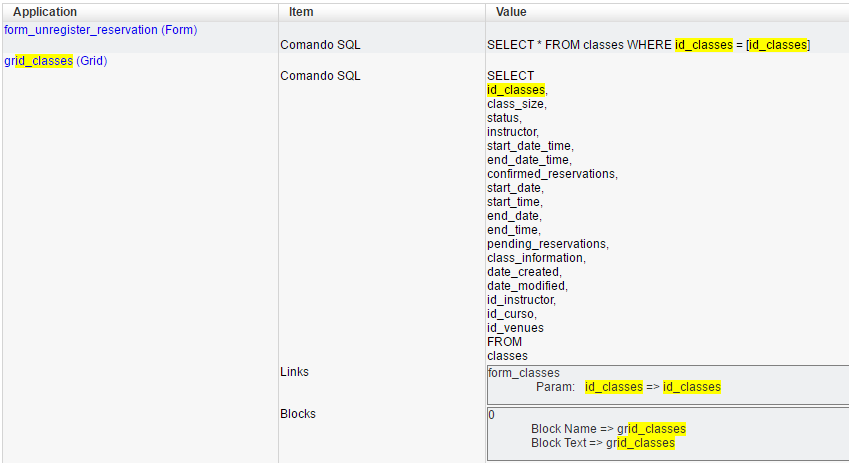 Application Item Value
form_unregister_reservation (Form)
Comando SQL SELECT * FROM classes WHERE id_classes = [id_classes]
grid_classes (Grid)
Comando SQL SELECT
id_classes,
class_size,
status,
instructor,
start_date_time,
end_date_time,
confirmed_reservations,
start_date,
start_time,
end_date,
end_time,
pending_reservations,
class_information,
date_created,
date_modified,
id_instructor,
id_curso,
id_venues
FROM
classes
Links form_classes
Param: id_classes => id_classes
Blocks 0
Block Name => grid_classes
Block Text => grid_classes